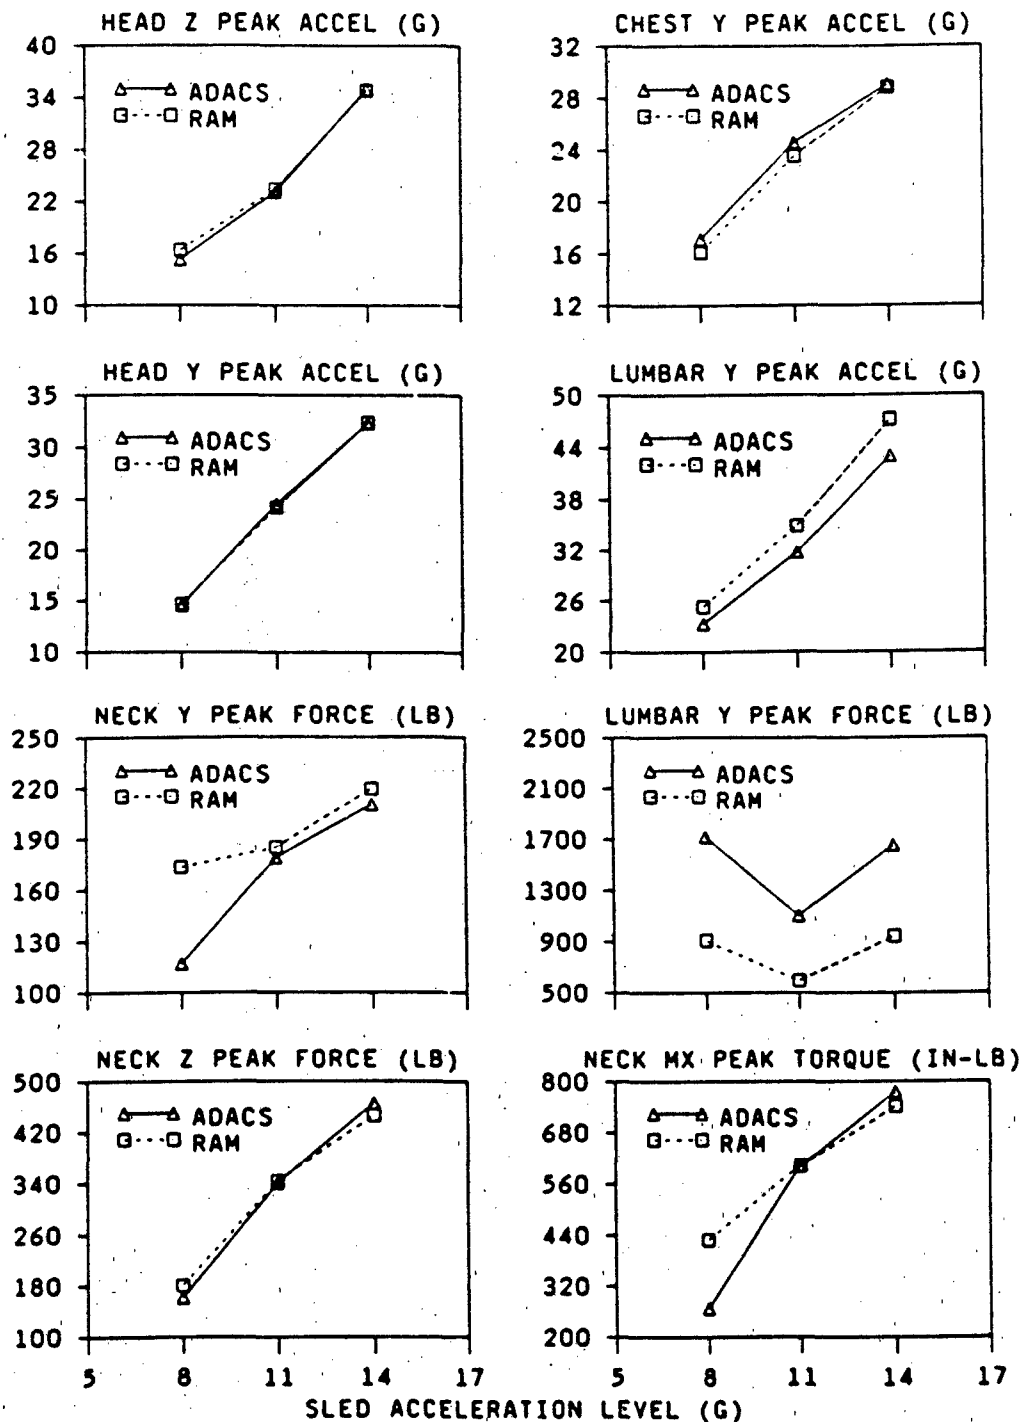 HEAD Z PEAK ACCEL (G)
40
34
28
22
16
10
ADACS
RAM
CHEST Y PEAK ACCEL (G)
32
28
24
20
16
12
ADACS
RAM
HEAD Y PEAK ACCEL (G)
35
30
25
20
15
10
ADACS
RAM
LUMBAR Y PEAK ACCEL (G)
50
44
38
32
26
20
ADACS
RAM
NECK Y PEAK FORCE (LB)
250
220
190
160
130
100
ADACS
RAM
LUMBAR Y PEAK FORCE (LB)
2500
2100
1700
1300
900
500
ADACS
RAM
NECK Z PEAK FORCE (LB)
500
420
340
260
180
100
ADACS
RAM
5 8 11 14 17
NECK MX PEAK TORQUE (IN-LB)
800
680
560
440
320
200
ADACS
RAM
5 8 11 14 17
SLED ACCELERATION LEVEL (G)